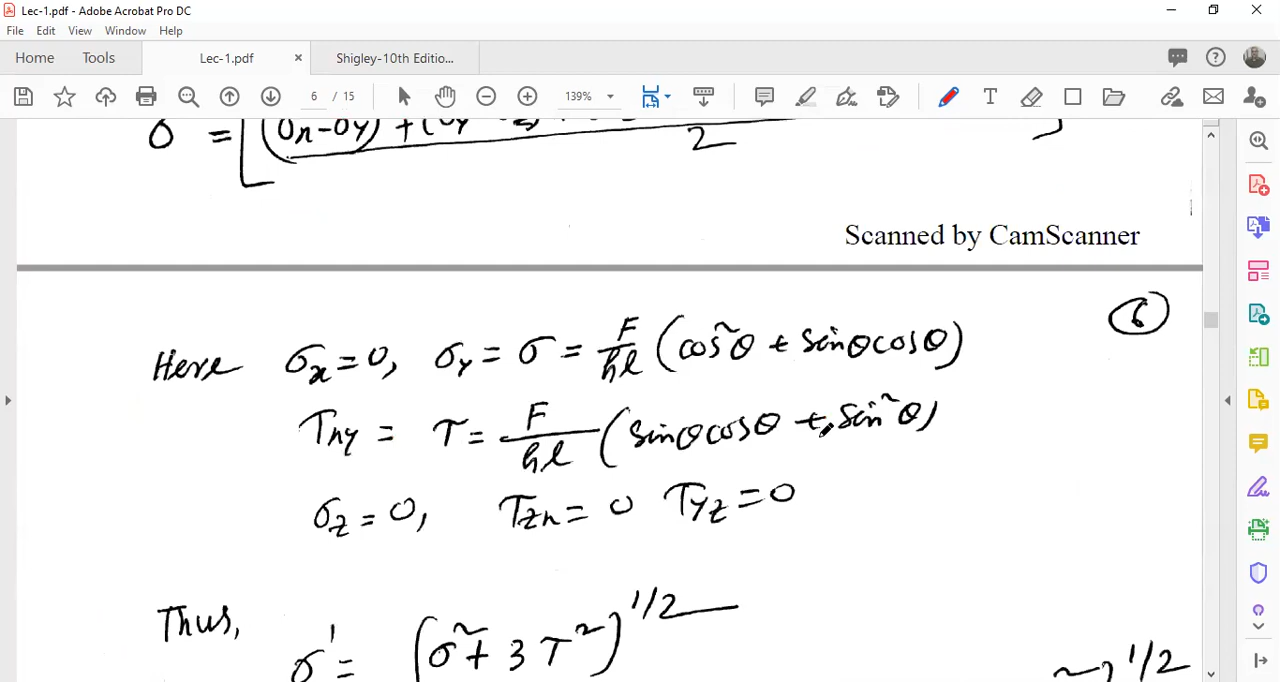 Lec-1.pdf - Adobe Acrobat Pro DC
File Edit View Window Help
Home Tools Lec-1.pdf × Shigley-10th Editio...
6 / 15 139%
2
Scanned by CamScanner
6
Here σx = 0, σy = σ = F/hl (cos²θ + sinθcosθ)
τxy = τ = F/hl (sinθcosθ + sin²θ)
σz = 0, τzx = 0 τyz = 0
Thus,
σ' = (σ² + 3τ²)^1/2